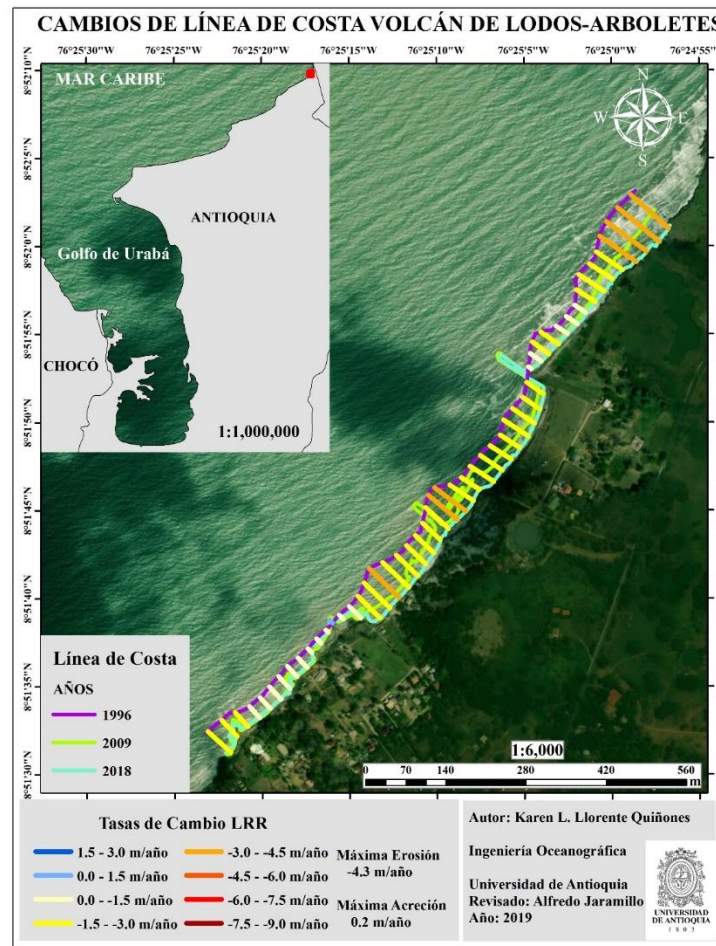 CAMBIOS DE LÍNEA DE COSTA VOLCÁN DE LODOS-ARBOLETES
76°25'30"W 76°25'25"W 76°25'20"W 76°25'15"W 76°25'10"W 76°25'5"W 76°25'0"W 76°24'55"W
8°52'10"N
8°52'5"N
8°52'0"N
8°51'55"N
8°51'50"N
8°51'45"N
8°51'40"N
8°51'35"N
8°51'30"N
MAR CARIBE
ANTIOQUIA
Golfo de Urabá
CHOCÓ
1:1,000,000
N
W E
S
Línea de Costa
AÑOS
1996
2009
2018
1:6,000
0 70 140 280 420 560
m
Tasas de Cambio LRR
1.5 - 3.0 m/año
0.0 - 1.5 m/año
0.0 - -1.5 m/año
-1.5 - -3.0 m/año
-3.0 - -4.5 m/año
-4.5 - -6.0 m/año
-6.0 - -7.5 m/año
-7.5 - -9.0 m/año
Máxima Erosión
-4.3 m/año
Máxima Acreción
0.2 m/año
Autor: Karen L. Llorente Quiñones
Ingeniería Oceanográfica
Universidad de Antioquia
Revisado: Alfredo Jaramillo
Año: 2019
UNIVERSIDAD
DE ANTIOQUIA
1 8 0 3